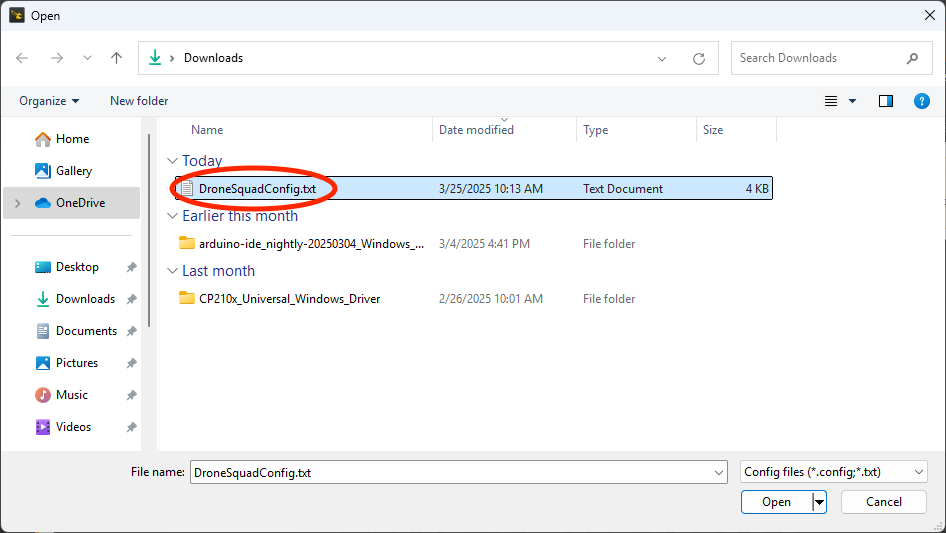 Open
Downloads
Search Downloads
Organize
New folder
Name Date modified Type Size
Home
Gallery
OneDrive
Desktop
Downloads
Documents
Pictures
Music
Videos
Today
DroneSquadConfig.txt 3/25/2025 10:13 AM Text Document 4 KB
Earlier this month
arduino-ide_nightly-20250304_Windows_... 3/4/2025 4:41 PM File folder
Last month
CP210x_Universal_Windows_Driver 2/26/2025 10:01 AM File folder
File name: DroneSquadConfig.txt
Config files (*.config;*.txt)
Open
Cancel